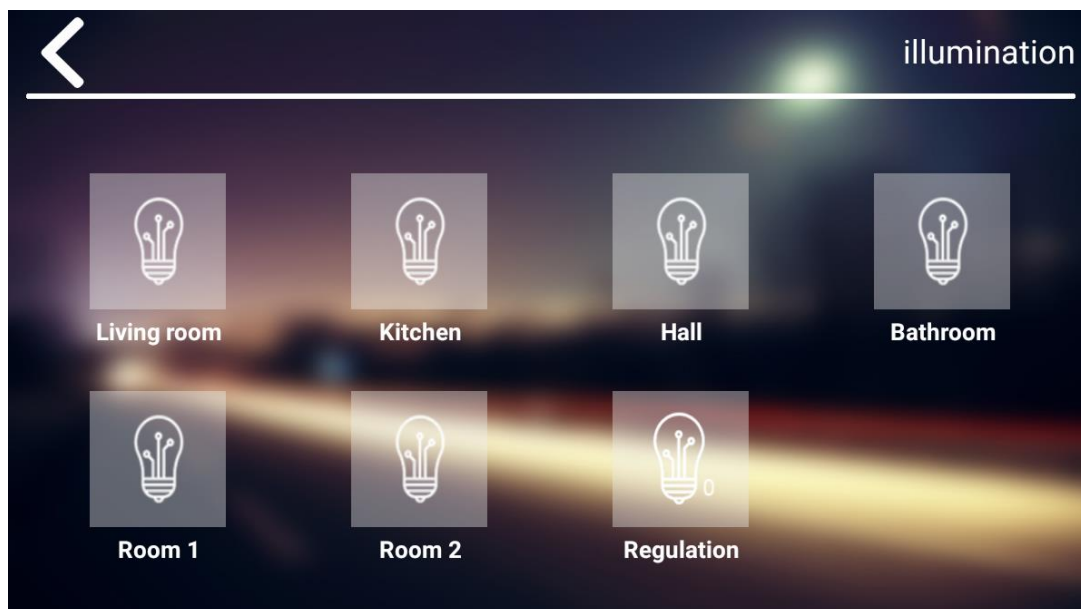 illumination
Living room
Kitchen
Hall
Bathroom
Room 1
Room 2
0
Regulation